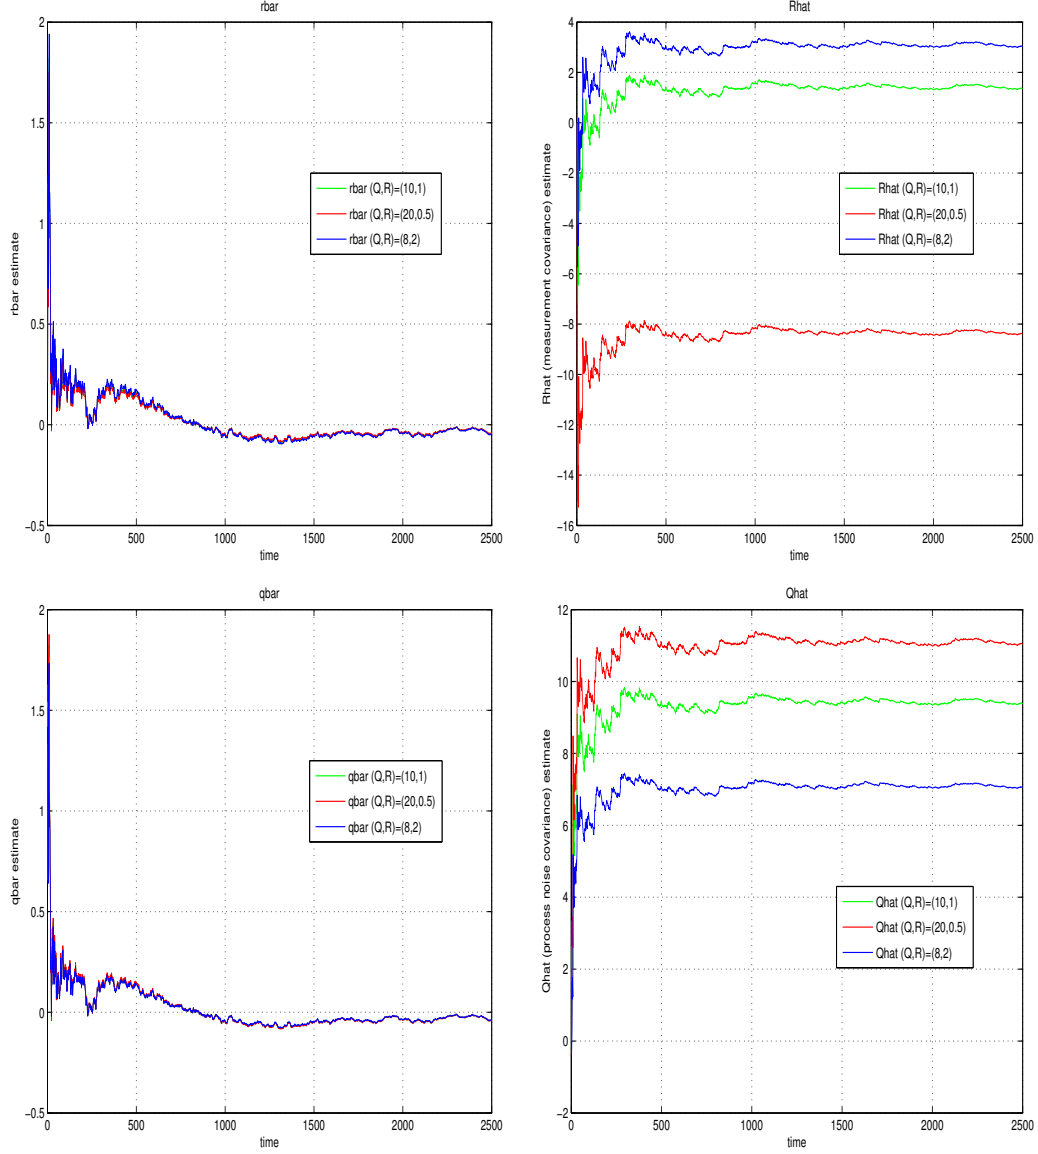 rbar
2
1.5
1
0.5
0
−0.5
0
500
1000
1500
2000
2500
time
rbar estimate
rbar (Q,R)=(10,1)
rbar (Q,R)=(20,0.5)
rbar (Q,R)=(8,2)
Rhat
4
2
0
−2
−4
−6
−8
−10
−12
−14
−16
0
500
1000
1500
2000
2500
time
Rhat (measurement covariance) estimate
Rhat (Q,R)=(10,1)
Rhat (Q,R)=(20,0.5)
Rhat (Q,R)=(8,2)
qbar
2
1.5
1
0.5
0
−0.5
0
500
1000
1500
2000
2500
time
qbar estimate
qbar (Q,R)=(10,1)
qbar (Q,R)=(20,0.5)
qbar (Q,R)=(8,2)
Qhat
12
10
8
6
4
2
0
−2
0
500
1000
1500
2000
2500
time
Qhat (process noise covariance) estimate
Qhat (Q,R)=(10,1)
Qhat (Q,R)=(20,0.5)
Qhat (Q,R)=(8,2)